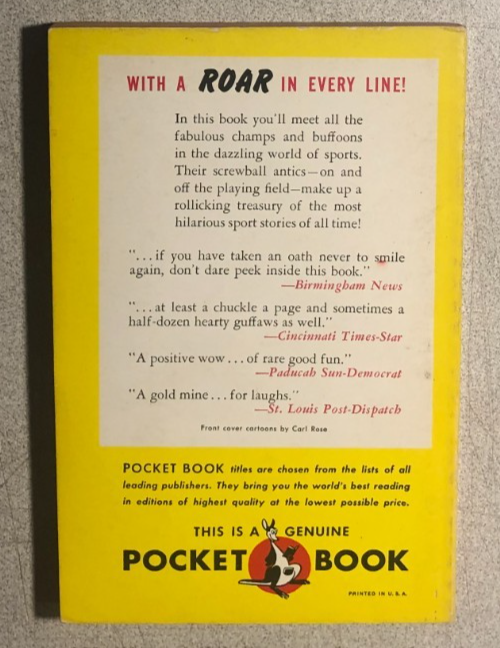 WITH A ROAR IN EVERY LINE!
In this book you'll meet all the
fabulous champs and buffoons
in the dazzling world of sports.
Their screwball antics—on and
off the playing field—make up a
rollicking treasury of the most
hilarious sport stories of all time!
"...if you have taken an oath never to smile
again, don't dare peek inside this book."
—Birmingham News
"...at least a chuckle a page and sometimes a
half-dozen hearty guffaws as well."
—Cincinnati Times-Star
"A positive wow...of rare good fun."
—Paducah Sun-Democrat
"A gold mine...for laughs."
—St. Louis Post-Dispatch
Front cover cartoons by Carl Rose
POCKET BOOK titles are chosen from the lists of all
leading publishers. They bring you the world's best reading
in editions of highest quality at the lowest possible price.
THIS IS A GENUINE
POCKET BOOK
PRINTED IN U.S.A.